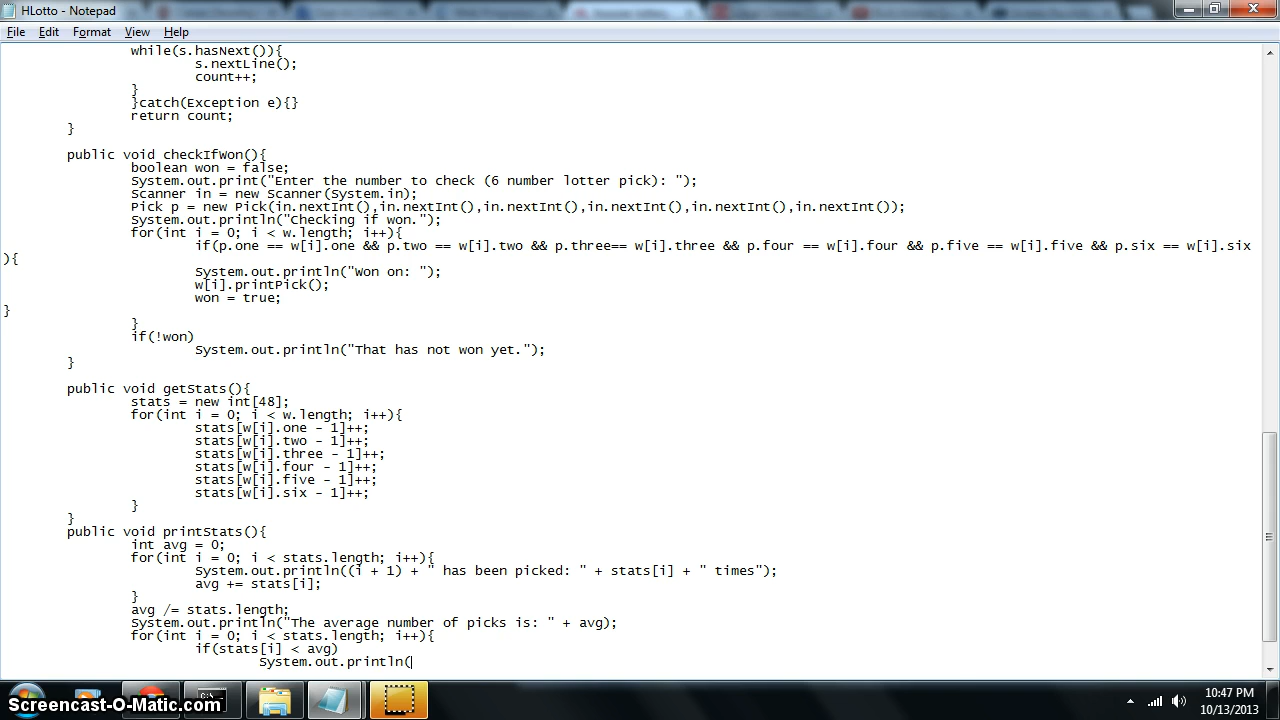 HLotto - Notepad
File Edit Format View Help
while(s.hasNext()){
s.nextLine();
count++;
}
}catch(Exception e){}
return count;
}
public void checkIfWon(){
boolean won = false;
System.out.print("Enter the number to check (6 number lotter pick): ");
Scanner in = new Scanner(System.in);
Pick p = new Pick(in.nextInt(),in.nextInt(),in.nextInt(),in.nextInt(),in.nextInt(),in.nextInt());
System.out.println("Checking if won.");
for(int i = 0; i < w.length; i++){
if(p.one == w[i].one && p.two == w[i].two && p.three== w[i].three && p.four == w[i].four && p.five == w[i].five && p.six == w[i].six
){
System.out.println("Won on: ");
w[i].printPick();
won = true;
}
}
if(!won)
System.out.println("That has not won yet.");
}
public void getStats(){
stats = new int[48];
for(int i = 0; i < w.length; i++){
stats[w[i].one - 1]++;
stats[w[i].two - 1]++;
stats[w[i].three - 1]++;
stats[w[i].four - 1]++;
stats[w[i].five - 1]++;
stats[w[i].six - 1]++;
}
}
public void printStats(){
int avg = 0;
for(int i = 0; i < stats.length; i++){
System.out.println((i + 1) + " has been picked: " + stats[i] + " times");
avg += stats[i];
}
avg /= stats.length;
System.out.println("The average number of picks is: " + avg);
for(int i = 0; i < stats.length; i++){
if(stats[i] < avg)
System.out.println(
Screencast-O-Matic.com
10:47 PM
10/13/2013